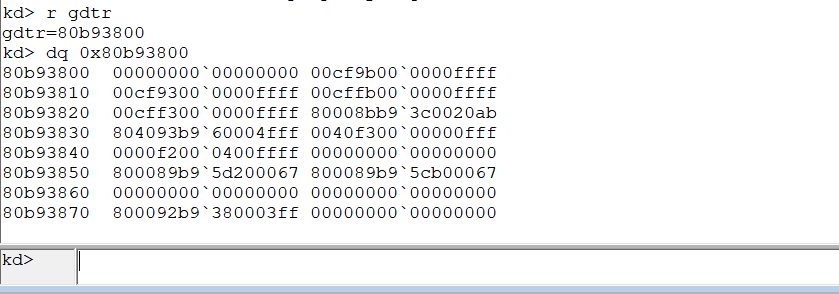 kd> r gdtr
gdtr=80b93800
kd> dq 0x80b93800
80b93800  00000000`00000000 00cf9b00`0000ffff
80b93810  00cf9300`0000ffff 00cffb00`0000ffff
80b93820  00cff300`0000ffff 80008bb9`3c0020ab
80b93830  804093b9`60004fff 0040f300`00000fff
80b93840  0000f200`0400ffff 00000000`00000000
80b93850  800089b9`5d200067 800089b9`5cb00067
80b93860  00000000`00000000 00000000`00000000
80b93870  800092b9`380003ff 00000000`00000000
kd>